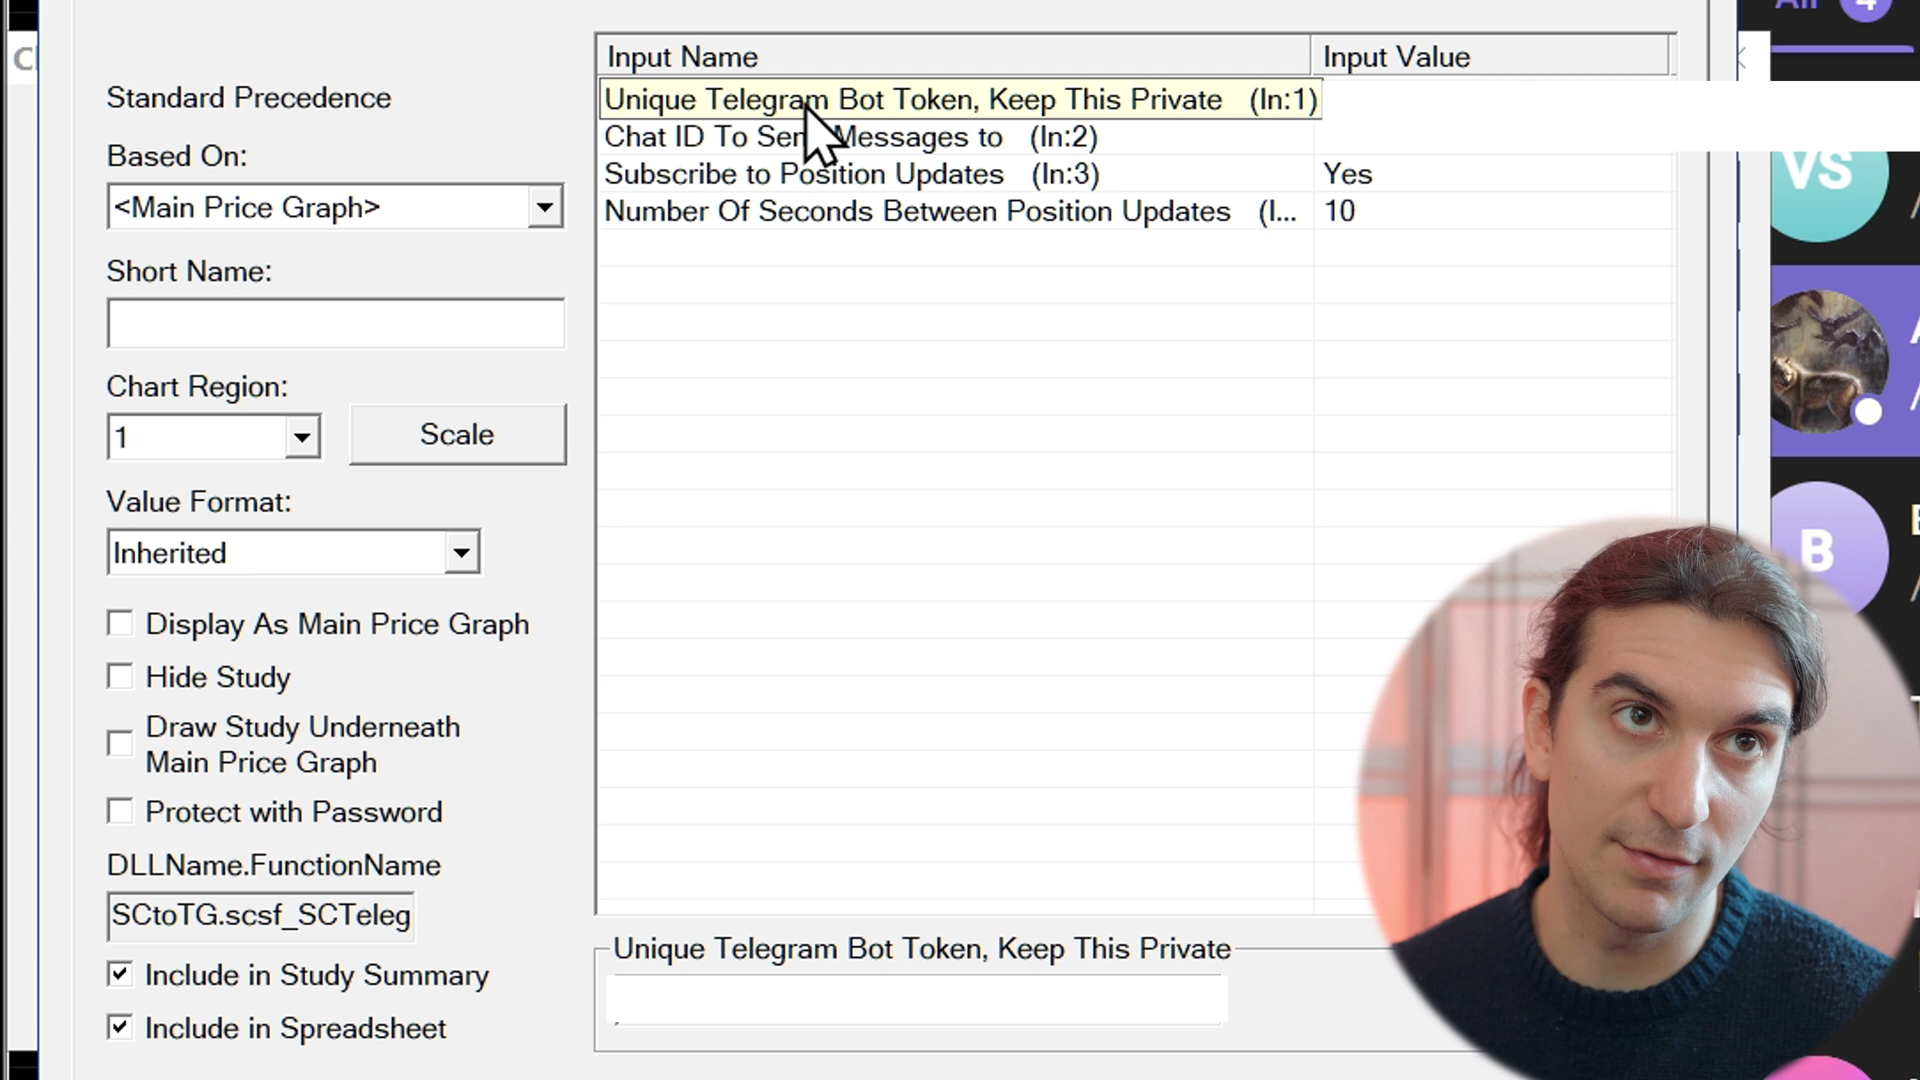 Input Name
Input Value
Standard Precedence
Unique Telegram Bot Token, Keep This Private (In:1)
Chat ID To Messages to (In:2)
Based On:
Subscribe to Position Updates (In:3)
Yes
<Main Price Graph>
Number Of Seconds Between Position Updates (I...
10
VS
Short Name:
Chart Region:
1
Scale
Value Format:
Inherited
B
Display As Main Price Graph
Hide Study
Draw Study Underneath
Main Price Graph
Protect with Password
DLLName.FunctionName
SCtoTG.scsf_SCTeleg
Unique Telegram Bot Token, Keep This Private
Include in Study Summary
Include in Spreadsheet